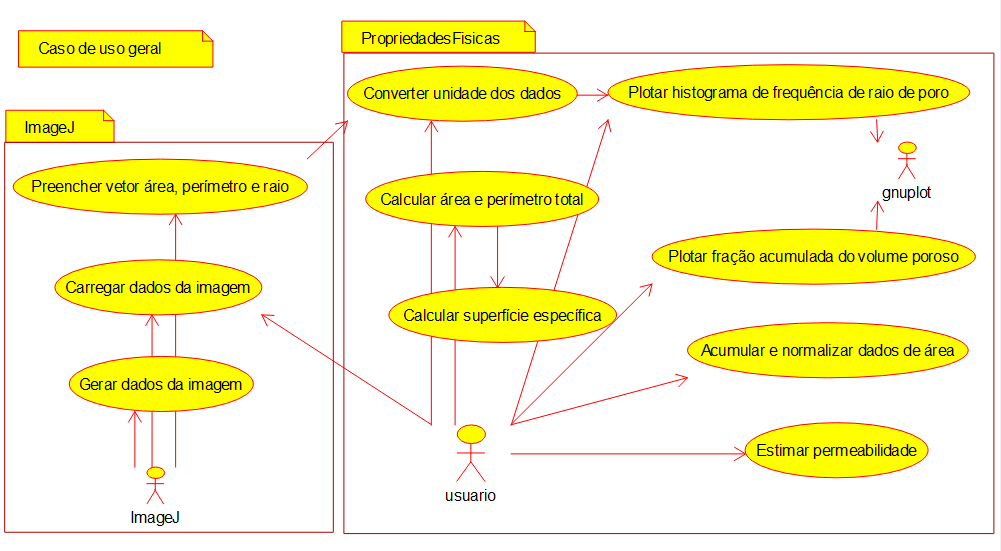 Caso de uso geral
PropriedadesFisicas
Converter unidade dos dados
Plotar histograma de frequência de raio de poro
ImageJ
Preencher vetor área, perímetro e raio
Calcular área e perímetro total
gnuplot
Plotar fração acumulada do volume poroso
Carregar dados da imagem
Calcular superfície específica
Acumular e normalizar dados de área
Gerar dados da imagem
Estimar permeabilidade
usuario
ImageJ